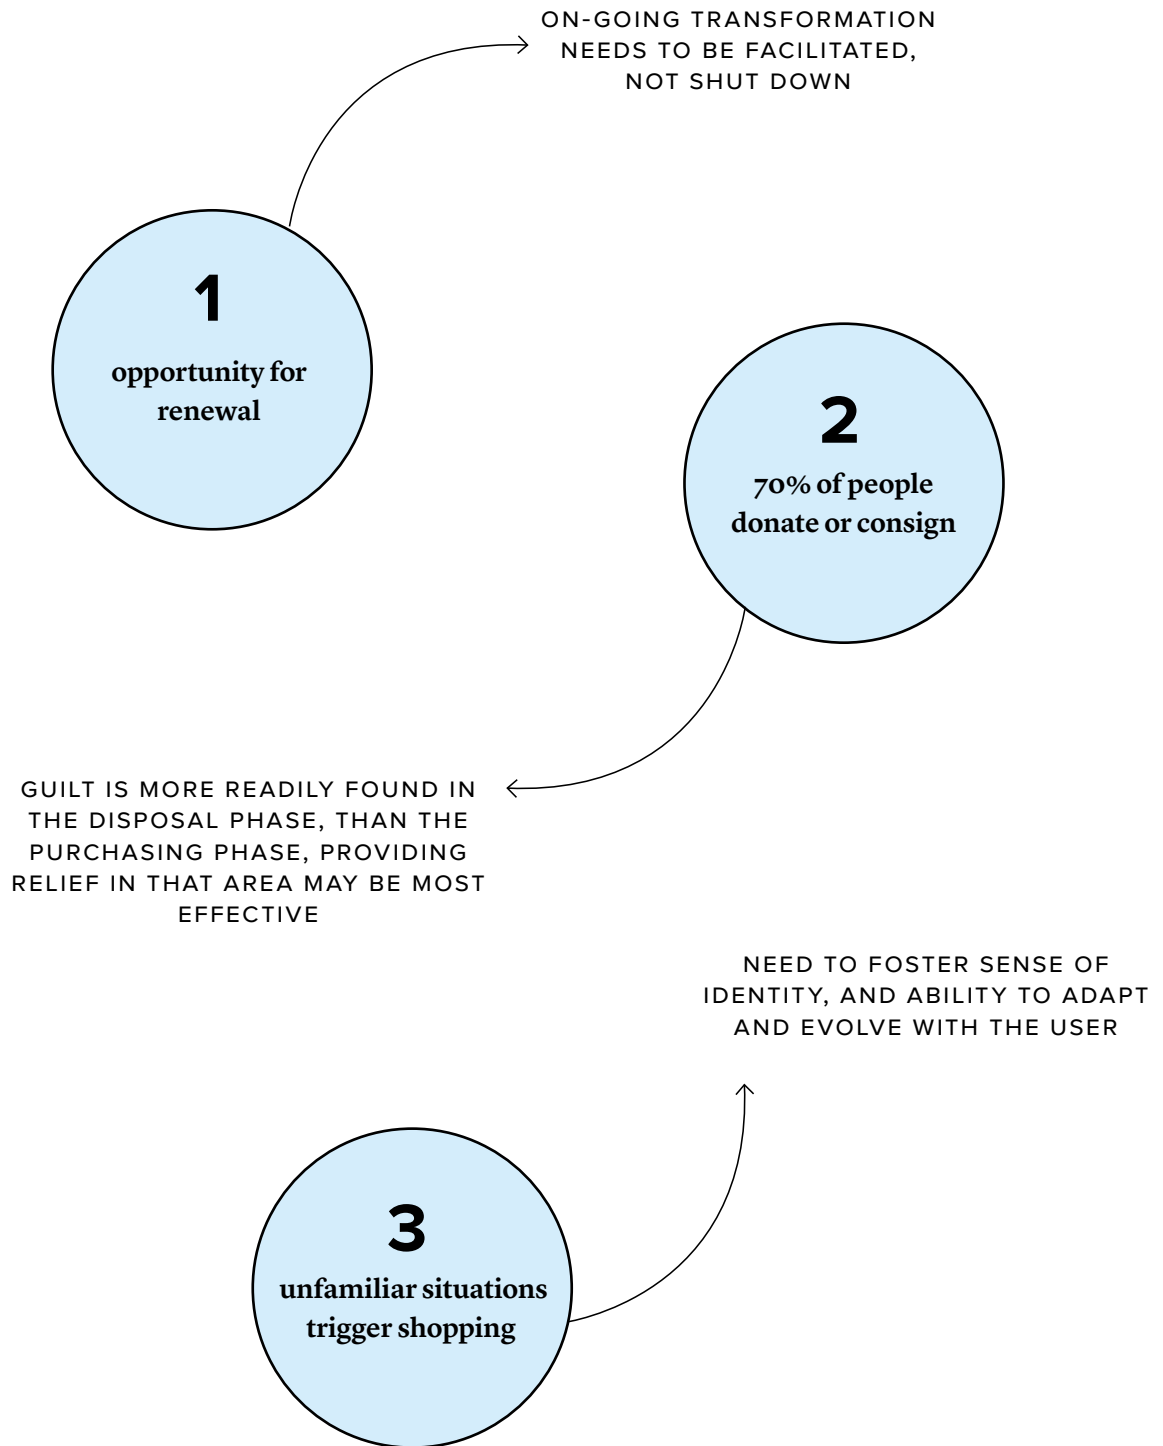 ON-GOING TRANSFORMATION
NEEDS TO BE FACILITATED,
NOT SHUT DOWN
1
opportunity for
renewal
2
70% of people
donate or consign
GUILT IS MORE READILY FOUND IN
THE DISPOSAL PHASE, THAN THE
PURCHASING PHASE, PROVIDING
RELIEF IN THAT AREA MAY BE MOST
EFFECTIVE
NEED TO FOSTER SENSE OF
IDENTITY, AND ABILITY TO ADAPT
AND EVOLVE WITH THE USER
3
unfamiliar situations
trigger shopping